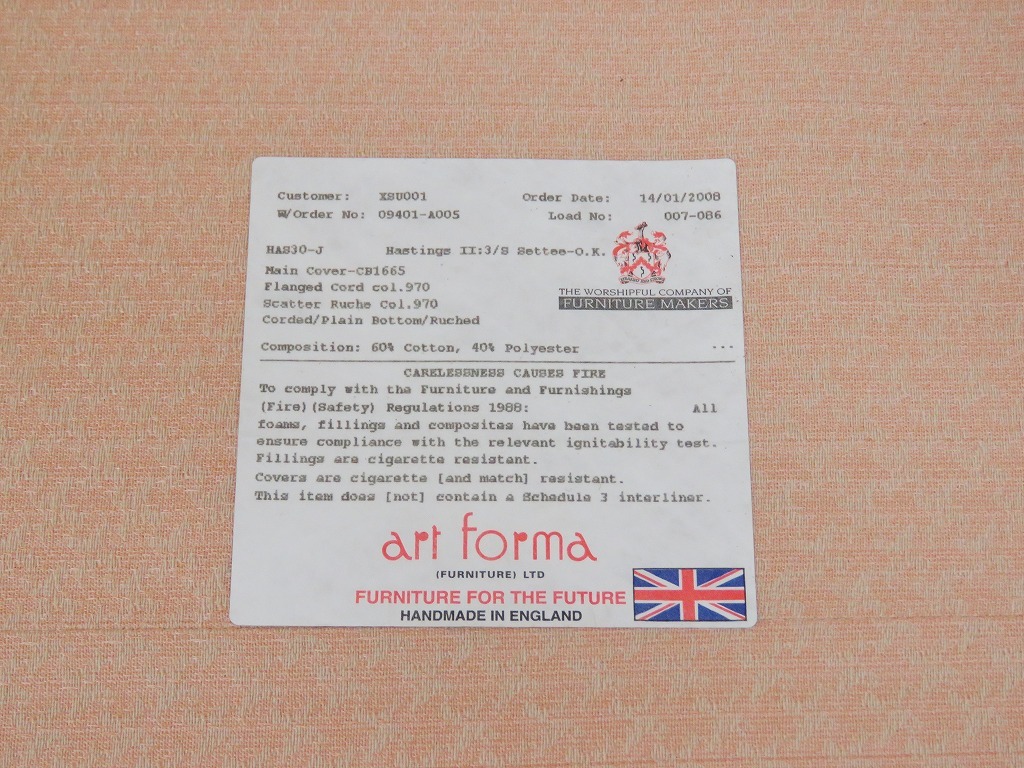 Customer: XSU001 Order Date: 14/01/2008
W/Order No: 09401-A005 Load No: 007-086
HAS30-J Hastings II:3/S Settee-O.K.
Main Cover-CB1665
Flanged Cord col.970
Scatter Ruche Col.970
Corded/Plain Bottom/Ruched
THE WORSHIPFUL COMPANY OF
FURNITURE MAKERS
Composition: 60% Cotton, 40% Polyester ...
CARELESSNESS CAUSES FIRE
To comply with the Furniture and Furnishings
(Fire)(Safety) Regulations 1988: All
foams, fillings and composites have been tested to
ensure compliance with the relevant ignitability test.
Fillings are cigarette resistant.
Covers are cigarette [and match] resistant.
This item does [not] contain a Schedule 3 interliner.
art forma
(FURNITURE) LTD
FURNITURE FOR THE FUTURE
HANDMADE IN ENGLAND